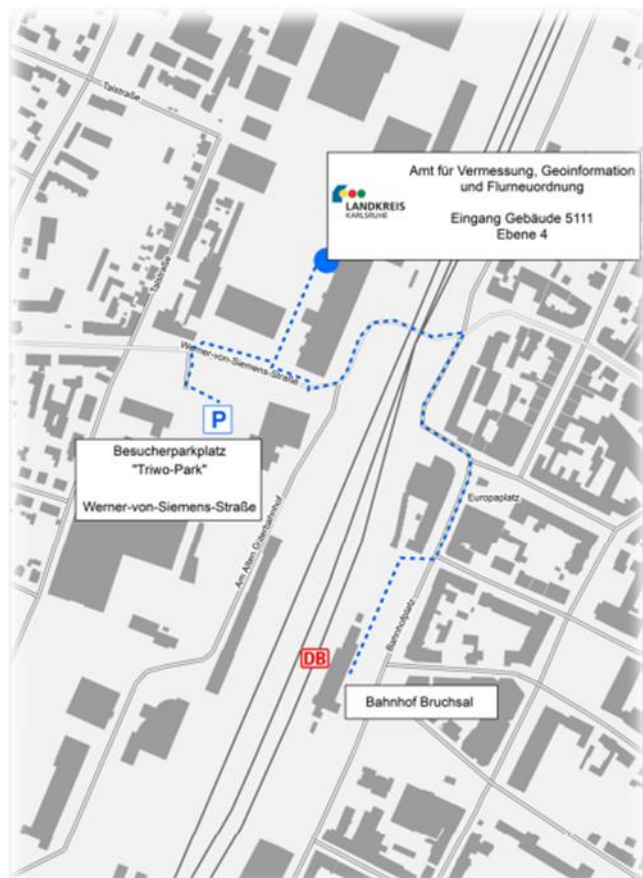 Talstraße
Amt für Vermessung, Geoinformation
und Flurneuordnung
LANDKREIS
KARLSRUHE
Eingang Gebäude 5111
Ebene 4
Talstraße
Werner-von-Siemens-Straße
P
Besucherparkplatz
"Triwo-Park"
Werner-von-Siemens-Straße
Europaplatz
Am Alten Güterbahnhof
Bahnhofplatz
DB
Bahnhof Bruchsal